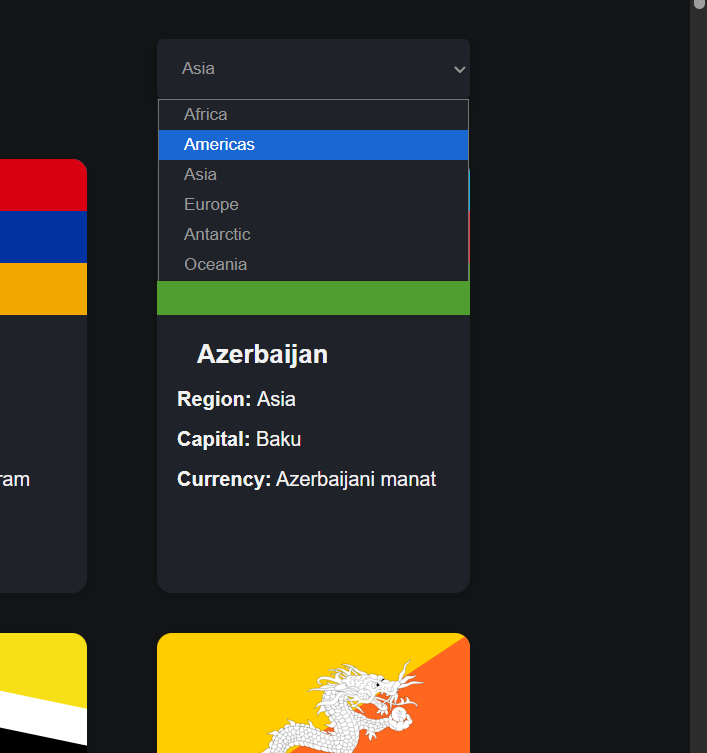 Asia
Africa
Americas
Asia
Europe
Antarctic
Oceania
Azerbaijan
Region: Asia
Capital: Baku
ram
Currency: Azerbaijani manat